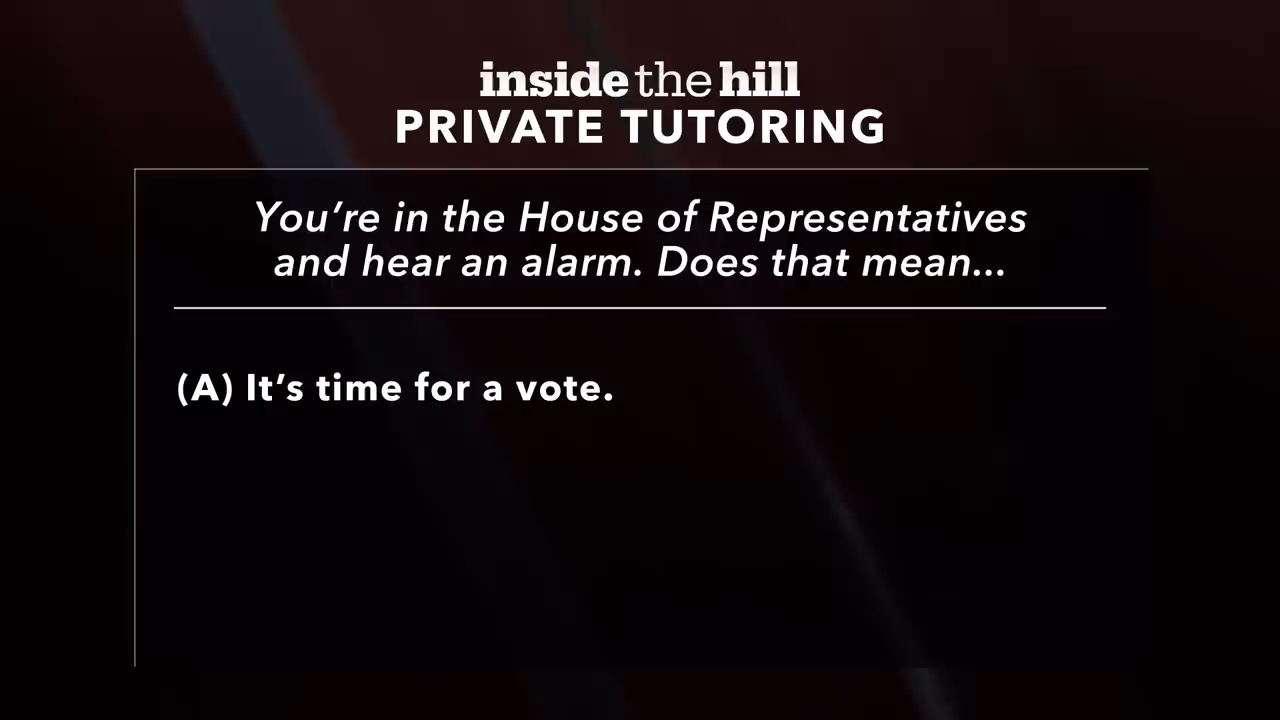 inside the hill
PRIVATE TUTORING
You’re in the House of Representatives
and hear an alarm. Does that mean...
(A) It’s time for a vote.